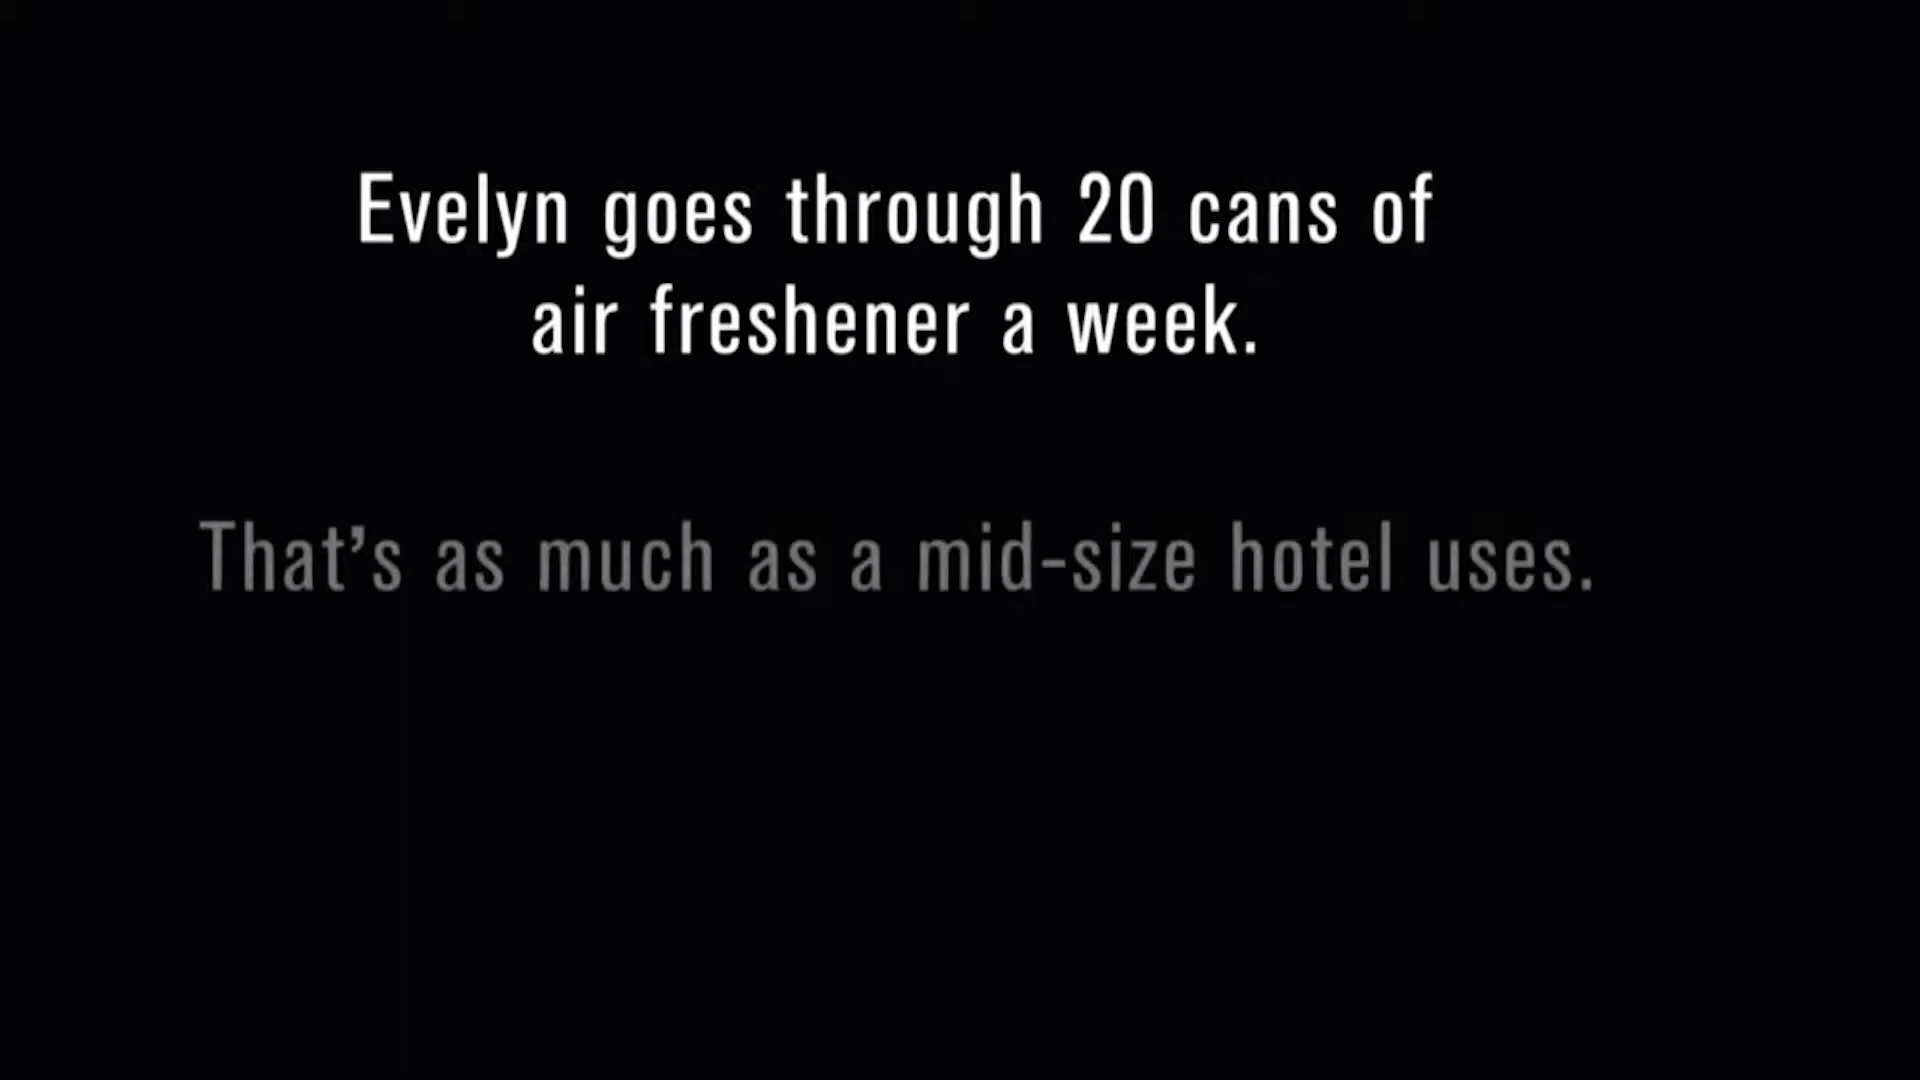 Evelyn goes through 20 cans of
air freshener a week.
That’s as much as a mid-size hotel uses.